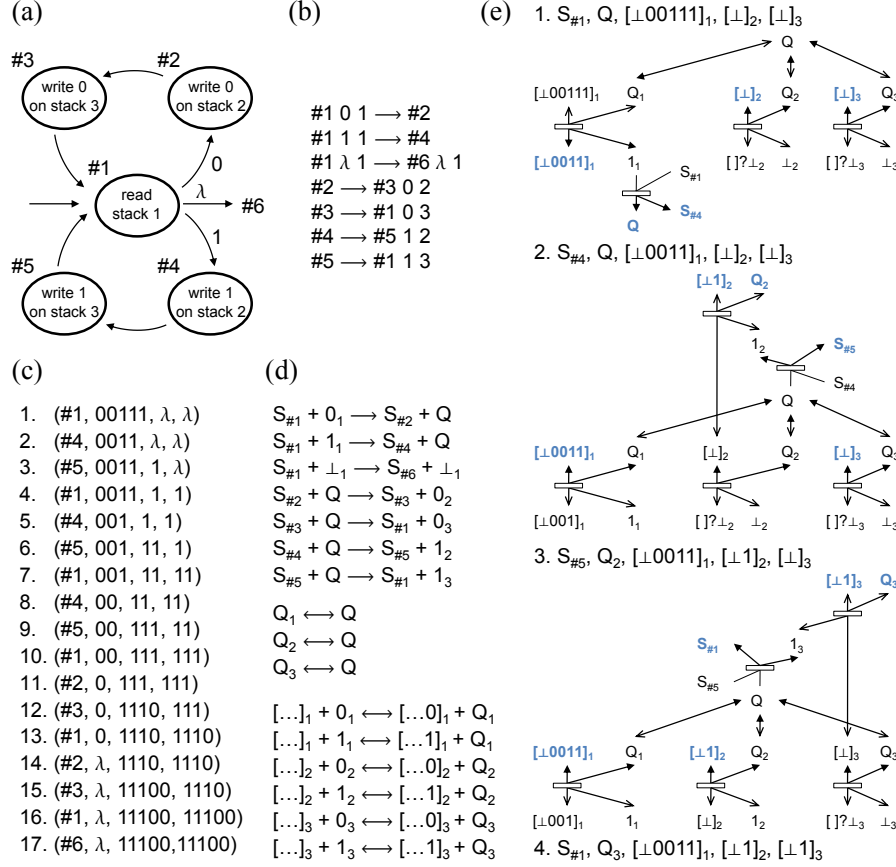 (a)
#3
#2
write 0
on stack 3
write 0
on stack 2
#1
0
read
stack 1
λ
#6
#5
#4
1
write 1
on stack 3
write 1
on stack 2
(b)
#1 0 1 → #2
#1 1 1 → #4
#1 λ 1 → #6 λ 1
#2 → #3 0 2
#3 → #1 0 3
#4 → #5 1 2
#5 → #1 1 3
(c)
1. (#1, 00111, λ, λ)
2. (#4, 0011, λ, λ)
3. (#5, 0011, 1, λ)
4. (#1, 0011, 1, 1)
5. (#4, 001, 1, 1)
6. (#5, 001, 11, 1)
7. (#1, 001, 11, 11)
8. (#4, 00, 11, 11)
9. (#5, 00, 111, 11)
10. (#1, 00, 111, 111)
11. (#2, 0, 111, 111)
12. (#3, 0, 1110, 111)
13. (#1, 0, 1110, 1110)
14. (#2, λ, 1110, 1110)
15. (#3, λ, 11100, 1110)
16. (#1, λ, 11100, 11100)
17. (#6, λ, 11100,11100)
(d)
S#1 + 0₁ → S#2 + Q
S#1 + 1₁ → S#4 + Q
S#1 + ⊥₁ → S#6 + ⊥₁
S#2 + Q → S#3 + 0₂
S#3 + Q → S#1 + 0₃
S#4 + Q → S#5 + 1₂
S#5 + Q → S#1 + 1₃
Q₁ ↔ Q
Q₂ ↔ Q
Q₃ ↔ Q
[...]₁ + 0₁ ↔ [...0]₁ + Q₁
[...]₁ + 1₁ ↔ [...1]₁ + Q₁
[...]₂ + 0₂ ↔ [...0]₂ + Q₂
[...]₂ + 1₂ ↔ [...1]₂ + Q₂
[...]₃ + 0₃ ↔ [...0]₃ + Q₃
[...]₃ + 1₃ ↔ [...1]₃ + Q₃
(e)
1. S#1, Q, [⊥00111]₁, [⊥]₂, [⊥]₃
Q
[⊥00111]₁ Q₁ [⊥]₂ Q₂ [⊥]₃ Q₃
[⊥0011]₁ 1₁ [ ]?⊥₂ ⊥₂ [ ]?⊥₃ ⊥₃
S#1
Q S#4
2. S#4, Q, [⊥0011]₁, [⊥]₂, [⊥]₃
[⊥1]₂ Q₂
1₂ S#5
S#4
Q
[⊥0011]₁ Q₁ [⊥]₂ Q₂ [⊥]₃ Q₃
[⊥001]₁ 1₁ [ ]?⊥₂ ⊥₂ [ ]?⊥₃ ⊥₃
3. S#5, Q₂, [⊥0011]₁, [⊥1]₂, [⊥]₃
[⊥1]₃ Q₃
S#1 1₃
S#5
Q
[⊥0011]₁ Q₁ [⊥1]₂ Q₂ [⊥]₃ Q₃
[⊥001]₁ 1₁ [⊥]₂ 1₂ [ ]?⊥₃ ⊥₃
4. S#1, Q₃, [⊥0011]₁, [⊥1]₂, [⊥1]₃